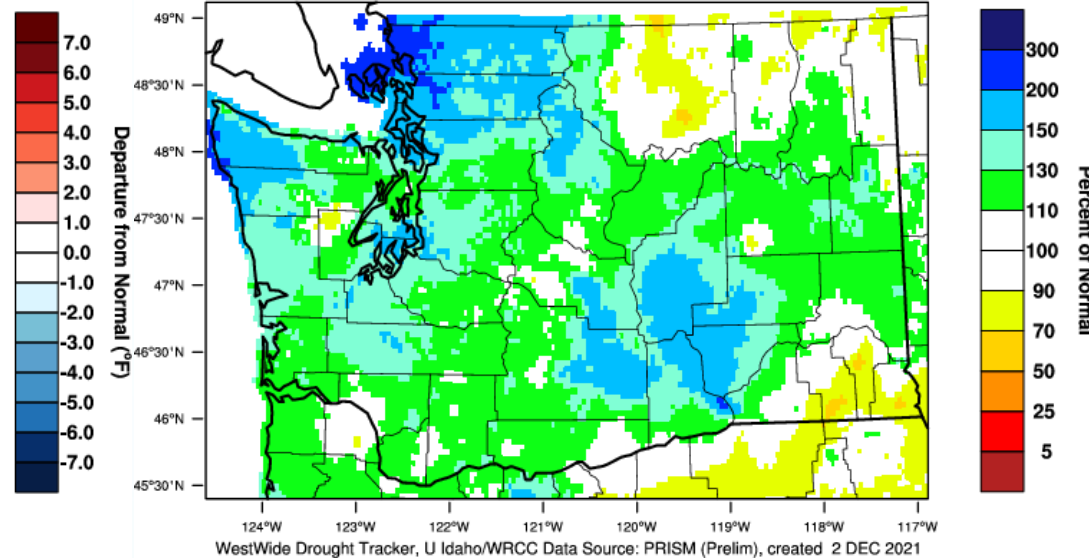 7.0
6.0
5.0
4.0
3.0
2.0
1.0
0.0
-1.0
-2.0
-3.0
-4.0
-5.0
-6.0
-7.0
Departure from Normal (°F)
49°N
48°30'N
48°N
47°30'N
47°N
46°30'N
46°N
45°30'N
124°W 123°W 122°W 121°W 120°W 119°W 118°W 117°W
WestWide Drought Tracker, U Idaho/WRCC Data Source: PRISM (Prelim), created 2 DEC 2021
300
200
150
130
110
100
90
70
50
25
5
Percent of Normal